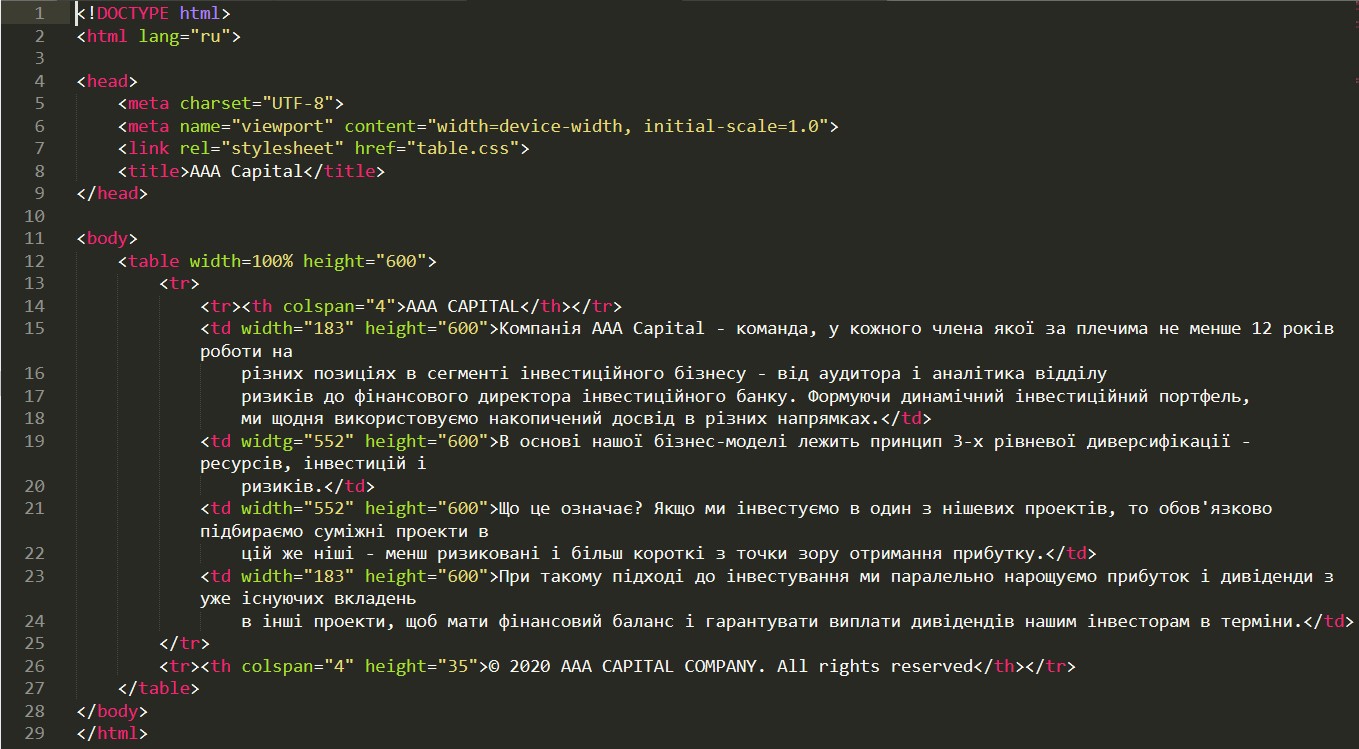 1 <!DOCTYPE html>
2 <html lang="ru">
3
4 <head>
5 <meta charset="UTF-8">
6 <meta name="viewport" content="width=device-width, initial-scale=1.0">
7 <link rel="stylesheet" href="table.css">
8 <title>AAA Capital</title>
9 </head>
10
11 <body>
12 <table width=100% height="600">
13 <tr>
14 <tr><th colspan="4">AAA CAPITAL</th></tr>
15 <td width="183" height="600">Компанія AAA Capital - команда, у кожного члена якої за плечима не менше 12 років
роботи на
16 різних позиціях в сегменті інвестиційного бізнесу - від аудитора і аналітика відділу
17 ризиків до фінансового директора інвестиційного банку. Формуючи динамічний інвестиційний портфель,
18 ми щодня використовуємо накопичений досвід в різних напрямках.</td>
19 <td widtg="552" height="600">В основі нашої бізнес-моделі лежить принцип 3-х рівневої диверсифікації -
ресурсів, інвестицій і
20 ризиків.</td>
21 <td width="552" height="600">Що це означає? Якщо ми інвестуємо в один з нішевих проектів, то обов'язково
підбираємо суміжні проекти в
22 цій же ніші - менш ризиковані і більш короткі з точки зору отримання прибутку.</td>
23 <td width="183" height="600">При такому підході до інвестування ми паралельно нарощуємо прибуток і дивіденди з
уже існуючих вкладень
24 в інші проекти, щоб мати фінансовий баланс і гарантувати виплати дивідендів нашим інвесторам в терміни.</td>
25 </tr>
26 <tr><th colspan="4" height="35">© 2020 AAA CAPITAL COMPANY. All rights reserved</th></tr>
27 </table>
28 </body>
29 </html>